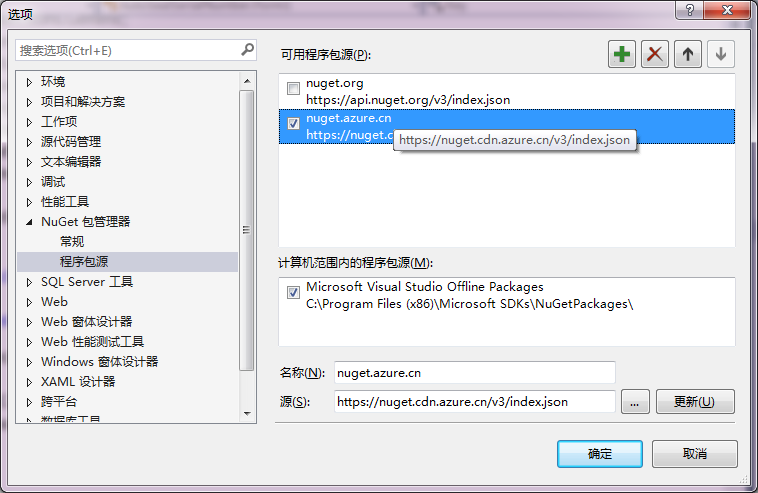 选项
搜索选项(Ctrl+E)
环境
项目和解决方案
工作项
源代码管理
文本编辑器
调试
性能工具
NuGet 包管理器
常规
程序包源
SQL Server 工具
Web
Web 窗体设计器
Web 性能测试工具
Windows 窗体设计器
XAML 设计器
跨平台
数据库工具
可用程序包源(P):
nuget.org
https://api.nuget.org/v3/index.json
nuget.azure.cn
https://nuget.c
https://nuget.cdn.azure.cn/v3/index.json
计算机范围内的程序包源(M):
Microsoft Visual Studio Offline Packages
C:\Program Files (x86)\Microsoft SDKs\NuGetPackages\
名称(N):
nuget.azure.cn
源(S):
https://nuget.cdn.azure.cn/v3/index.json
...
更新(U)
确定
取消